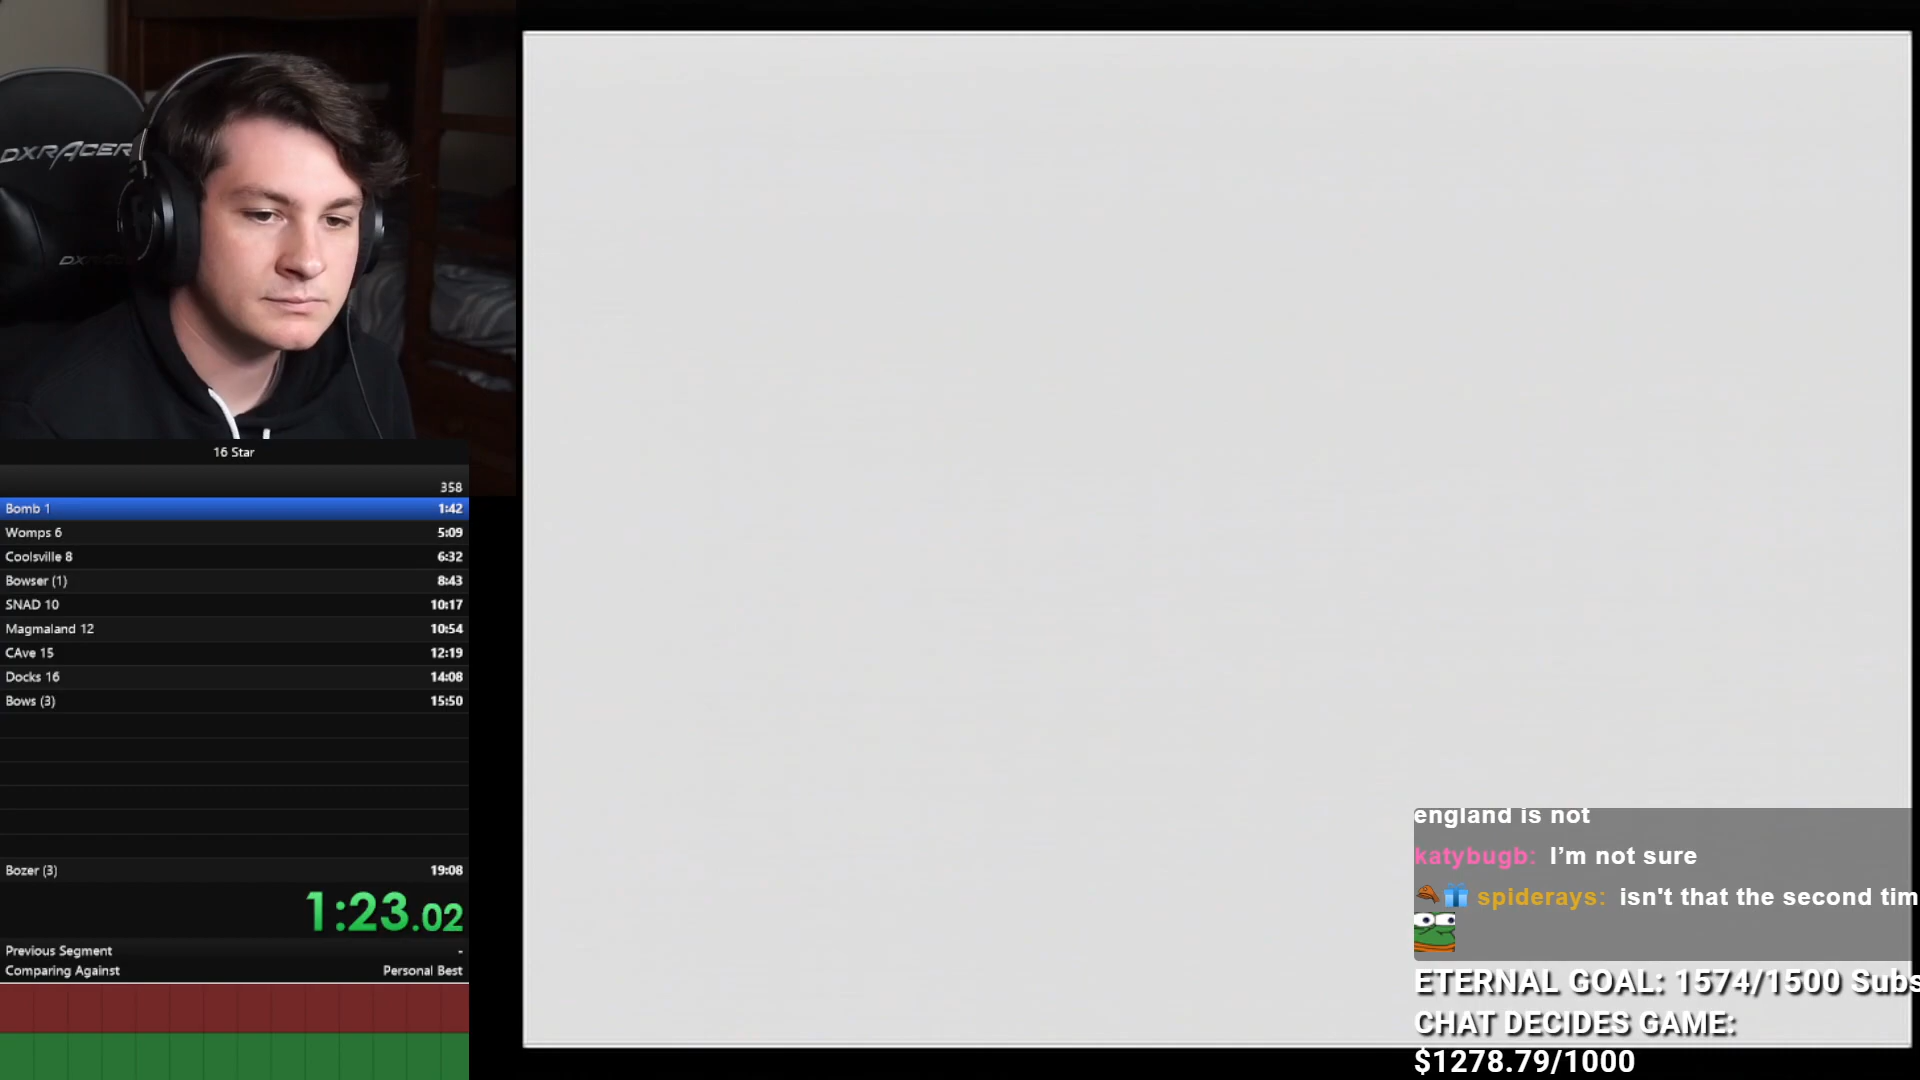 DXRACER
16 Star
358
Bomb 1 1:42
Womps 6 5:09
Coolsville 8 6:32
Bowser (1) 8:43
SNAD 10 10:17
Magmaland 12 10:54
CAve 15 12:19
Docks 16 14:08
Bows (3) 15:50
Bozer (3) 19:08
1:23.02
Previous Segment -
Comparing Against Personal Best
england is not
katybugb: I’m not sure
spiderays: isn't that the second tim
ETERNAL GOAL: 1574/1500 Subs
CHAT DECIDES GAME:
$1278.79/1000